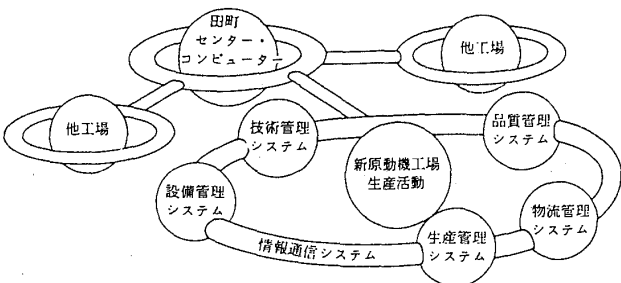 田町
センター・
コンピューター
他工場
他工場
技術管理
システム
品質管理
システム
新原動機工場
生産活動
設備管理
システム
物流管理
システム
情報通信システム
生産管理
システム